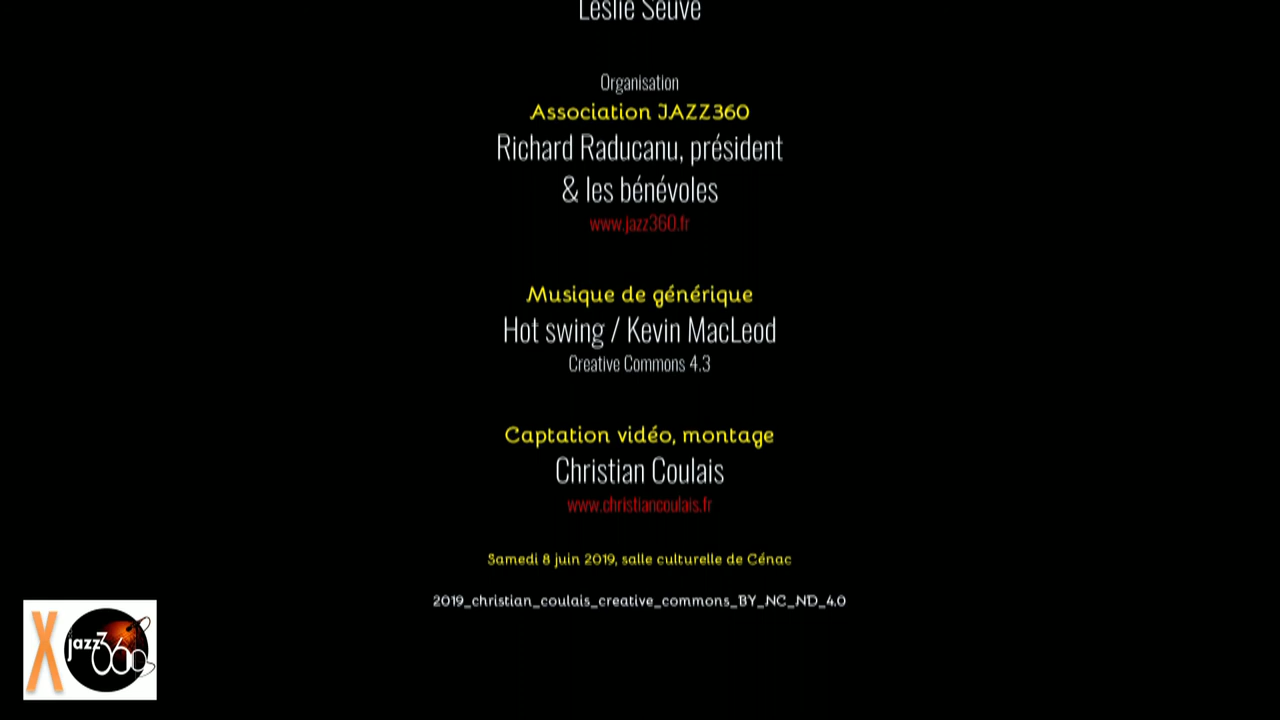 Leslie Seuve
Organisation
Association JAZZ360
Richard Raducanu, président
& les bénévoles
www.jazz360.fr
Musique de générique
Hot swing / Kevin MacLeod
Creative Commons 4.3
Captation vidéo, montage
Christian Coulais
www.christiancoulais.fr
Samedi 8 juin 2019, salle culturelle de Cénac
2019_christian_coulais_creative_commons_BY_NC_ND_4.0
X jazz360